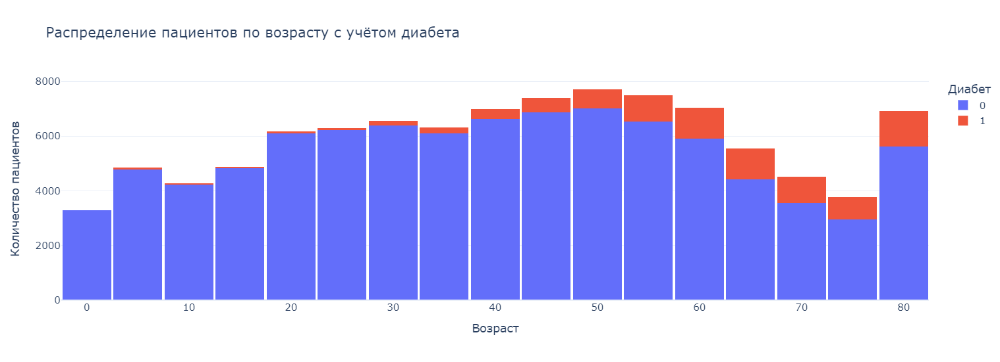 Распределение пациентов по возрасту с учётом диабета
Количество пациентов
8000
6000
4000
2000
0
0 10 20 30 40 50 60 70 80
Возраст
Диабет
0
1